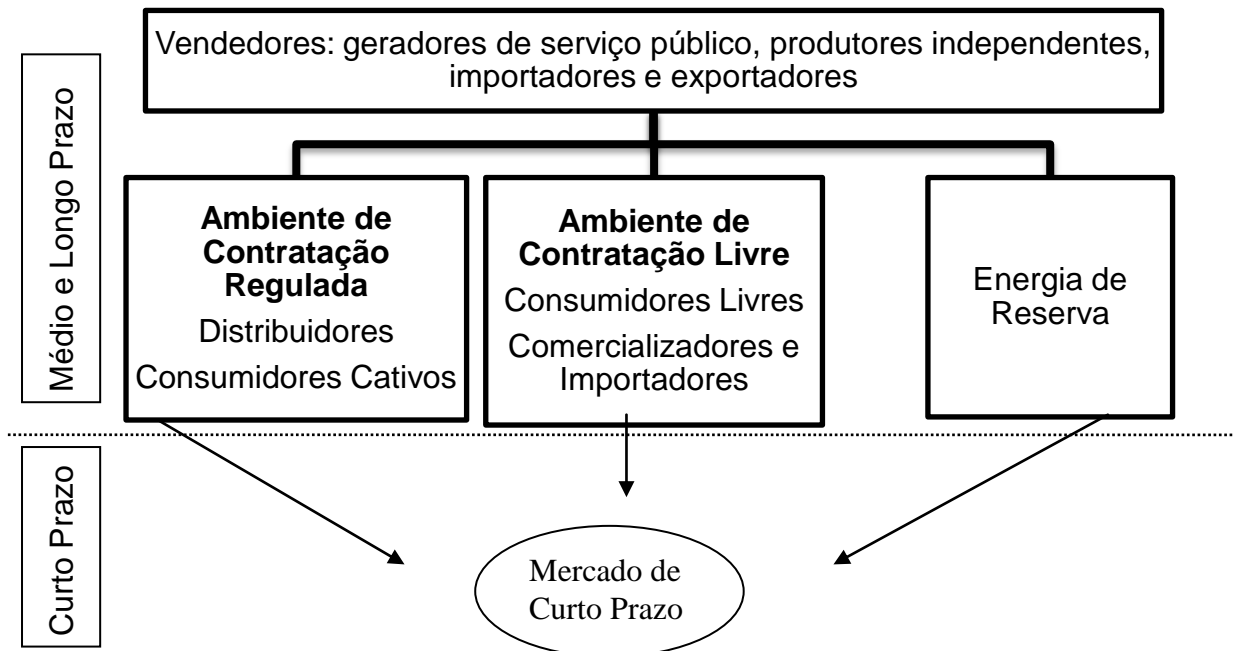 Vendedores: geradores de serviço público, produtores independentes,
importadores e exportadores
Médio e Longo Prazo
Ambiente de
Contratação
Regulada
Distribuidores
Consumidores Cativos
Ambiente de
Contratação Livre
Consumidores Livres
Comercializadores e
Importadores
Energia de
Reserva
Curto Prazo
Mercado de
Curto Prazo